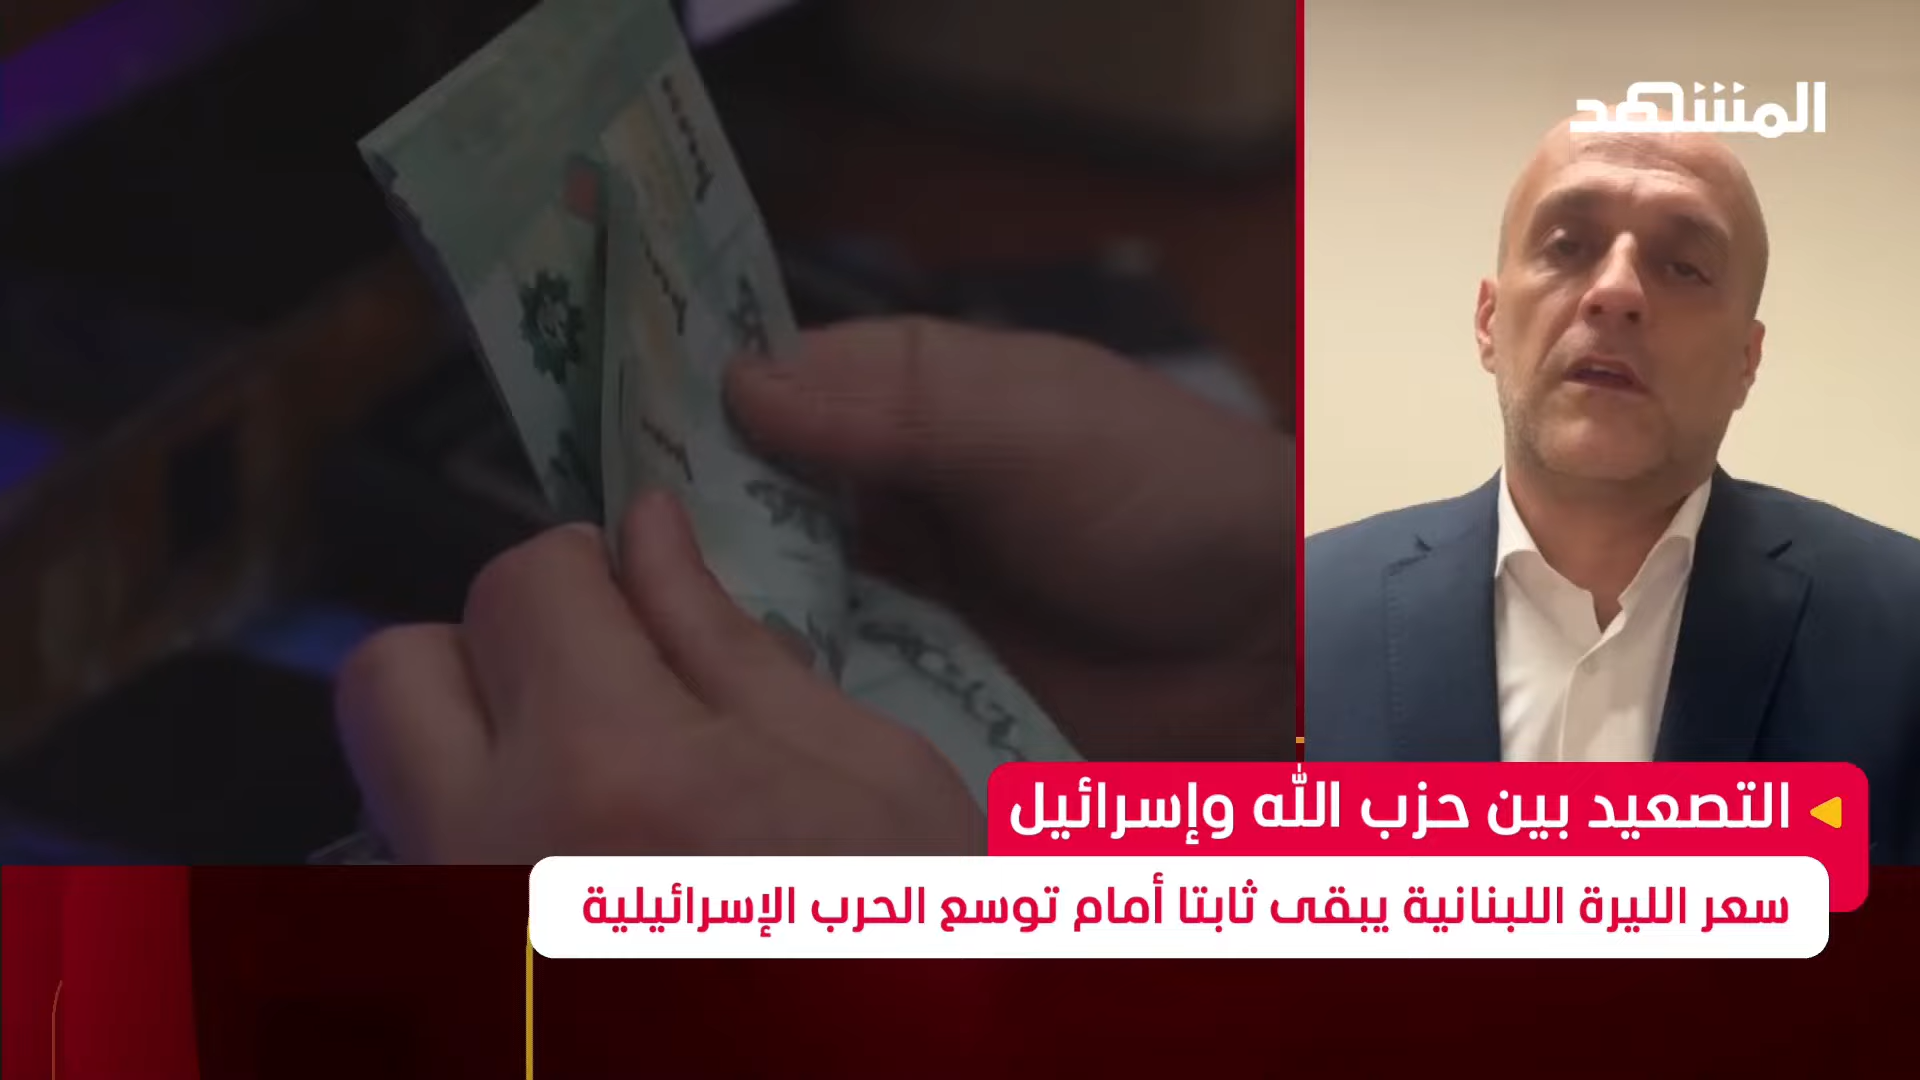 المشهد
التصعيد بين حزب الله وإسرائيل
سعر الليرة اللبنانية يبقى ثابتا أمام توسع الحرب الإسرائيلية